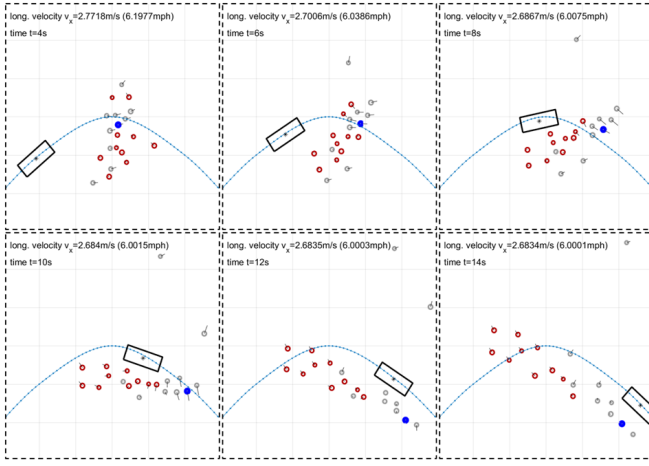 long. velocity vₓ=2.7718m/s (6.1977mph)
time t=4s
long. velocity vₓ=2.7006m/s (6.0386mph)
time t=6s
long. velocity vₓ=2.6867m/s (6.0075mph)
time t=8s
long. velocity vₓ=2.684m/s (6.0015mph)
time t=10s
long. velocity vₓ=2.6835m/s (6.0003mph)
time t=12s
long. velocity vₓ=2.6834m/s (6.0001mph)
time t=14s